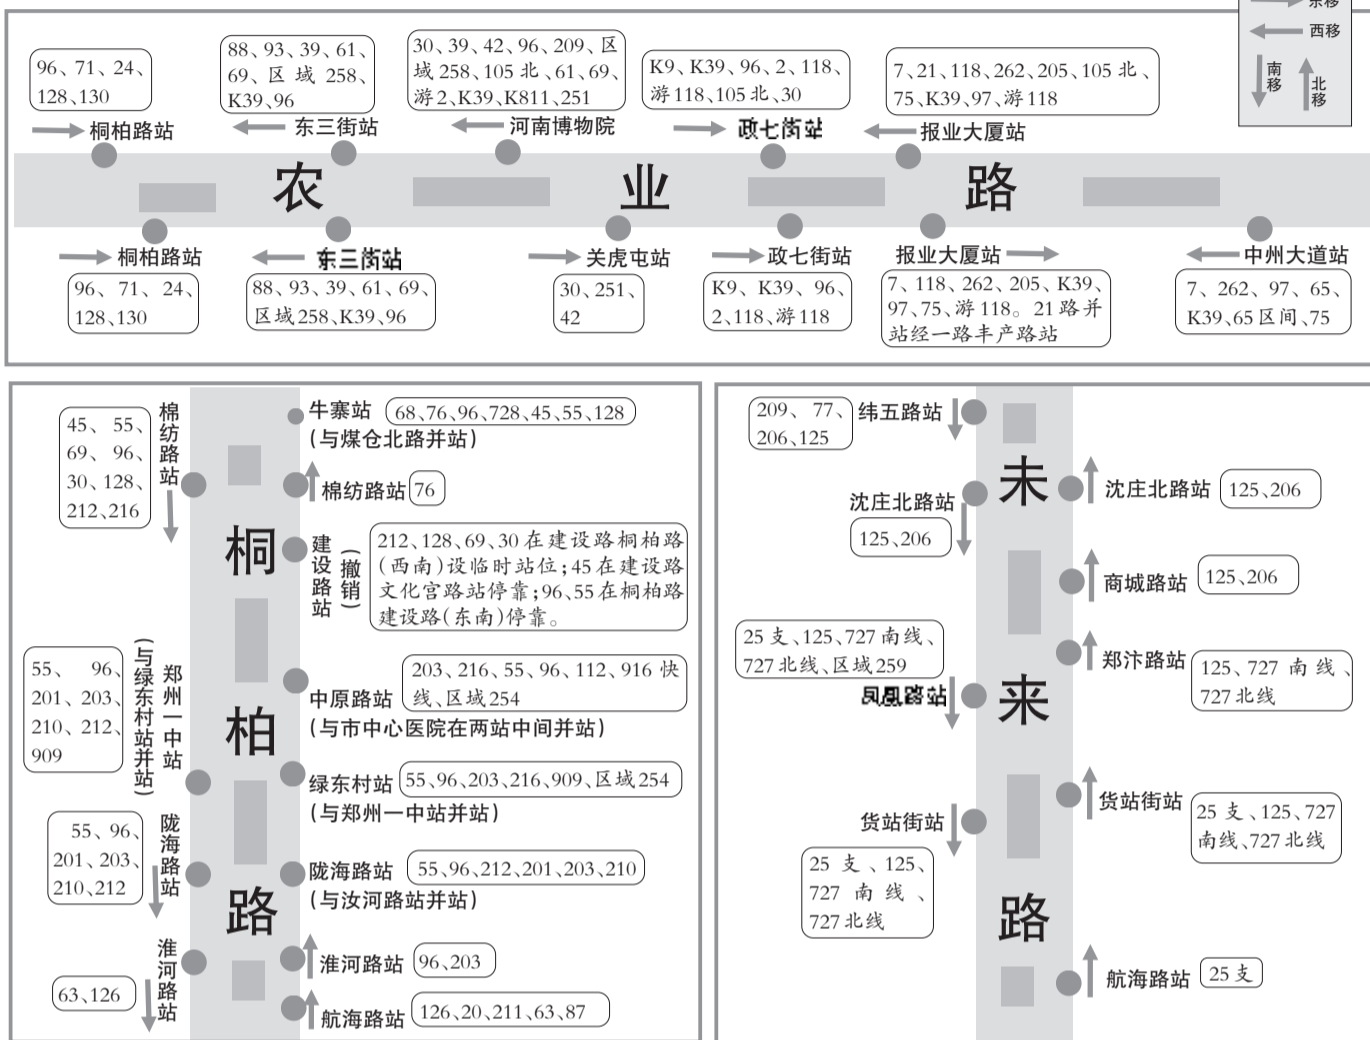 东移
西移
南移
北移
96、71、24、
128、130
桐柏路站
88、93、39、61、
69、区域258、
K39、96
东三街站
30、39、42、96、209、区
域258、105北、61、69、
游2、K39、K811、251
河南博物院
K9、K39、96、2、118、
游118、105北、30
政七街站
7、21、118、262、205、105北、
75、K39、97、游118
报业大厦站
农业路
桐柏路站
96、71、24、
128、130
东三街站
88、93、39、61、69、
区域258、K39、96
关虎屯站
30、251、
42
政七街站
K9、K39、96、
2、118、游118
报业大厦站
7、118、262、205、K39、
97、75、游118。21路并
站经一路丰产路站
中州大道站
7、262、97、65、
K39、65区间、75
桐柏路
45、55、
69、96、
30、128、
212、216
棉纺路站
牛寨站
68、76、96、728、45、55、128
(与煤仓北路并站)
棉纺路站
76
建设路站
(撤销)
212、128、69、30在建设路桐柏路
(西南)设临时站位;45在建设路
文化宫路站停靠;96、55在桐柏路
建设路(东南)停靠。
55、96、
201、203、
210、212、
909
(与绿东村站并站)
郑州一中站
中原路站
203、216、55、96、112、916快
线、区域254
(与市中心医院在两站中间并站)
绿东村站
55、96、203、216、909、区域254
(与郑州一中站并站)
55、96、
201、203、
210、212
陇海路站
陇海路站
55、96、212、201、203、210
(与汝河路站并站)
63、126
淮河路站
淮河路站
96、203
航海路站
126、20、211、63、87
未来路
209、77、
206、125
纬五路站
沈庄北路站
125、206
沈庄北路站
125、206
商城路站
125、206
25支、125、727南线、
727北线、区域259
凤凰路站
郑汴路站
125、727南线、
727北线
货站街站
25支、125、
727南线、
727北线
货站街站
25支、125、727
南线、727北线
航海路站
25支